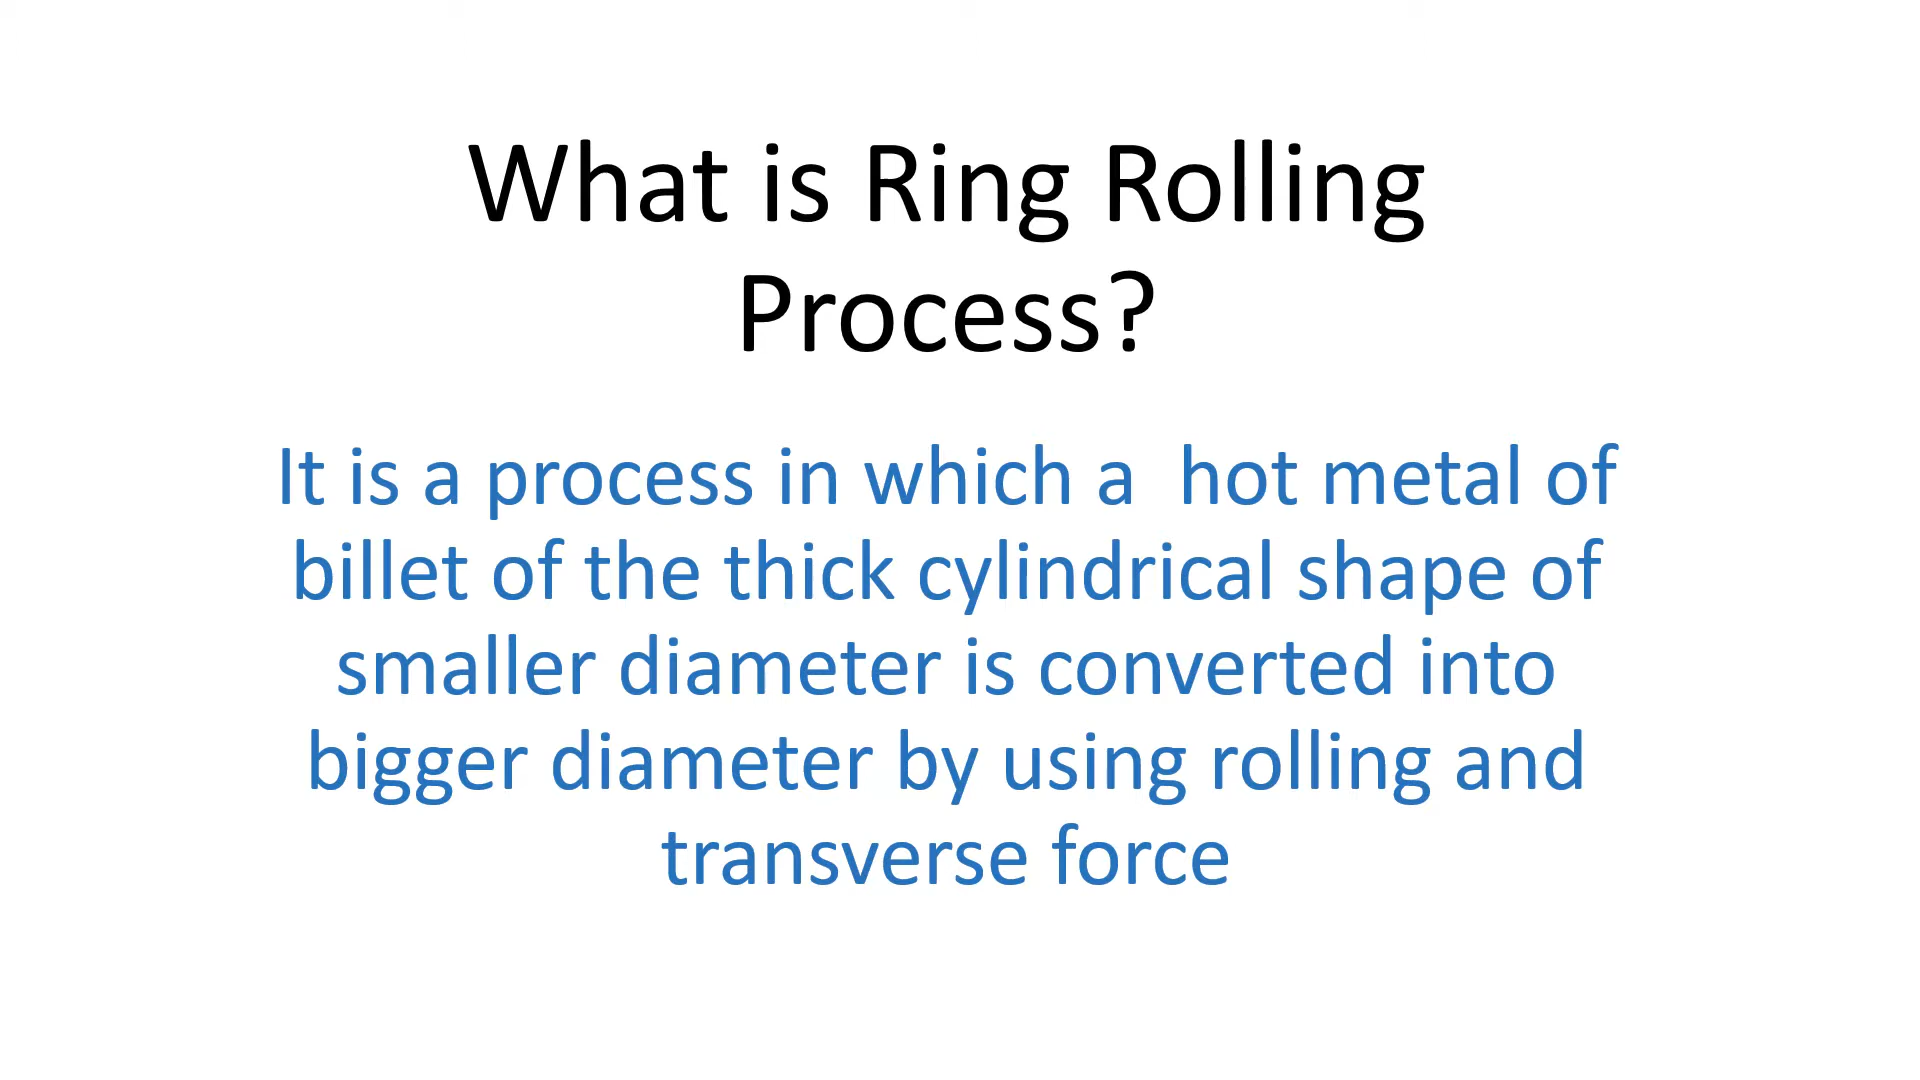 What is Ring Rolling
Process?
It is a process in which a  hot metal of
billet of the thick cylindrical shape of
smaller diameter is converted into
bigger diameter by using rolling and
transverse force